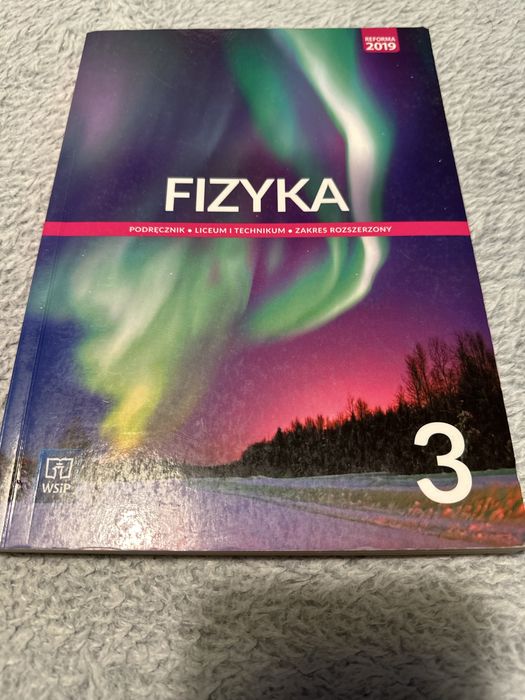 REFORMA
2019
FIZYKA
PODRĘCZNIK • LICEUM I TECHNIKUM • ZAKRES ROZSZERZONY
3
WSiP